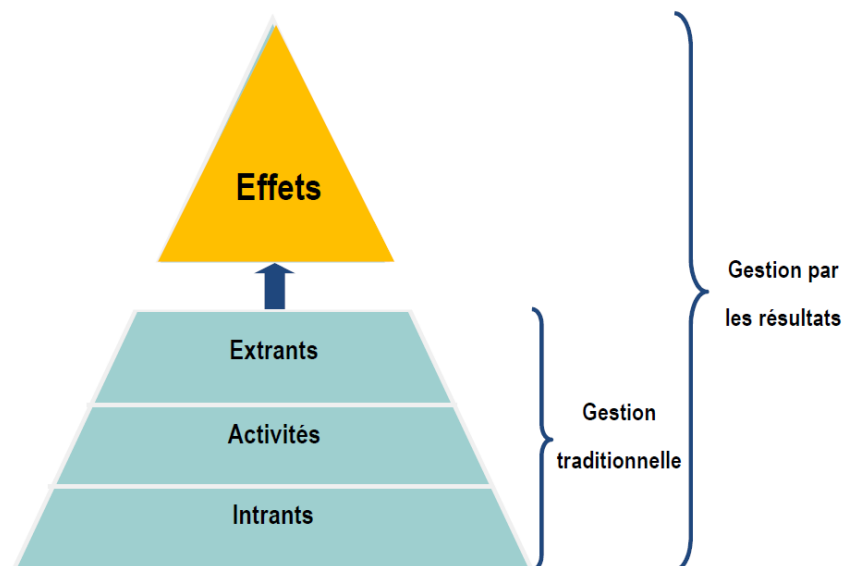 Effets
Extrants
Activités
Intrants
Gestion
traditionnelle
Gestion par
les résultats